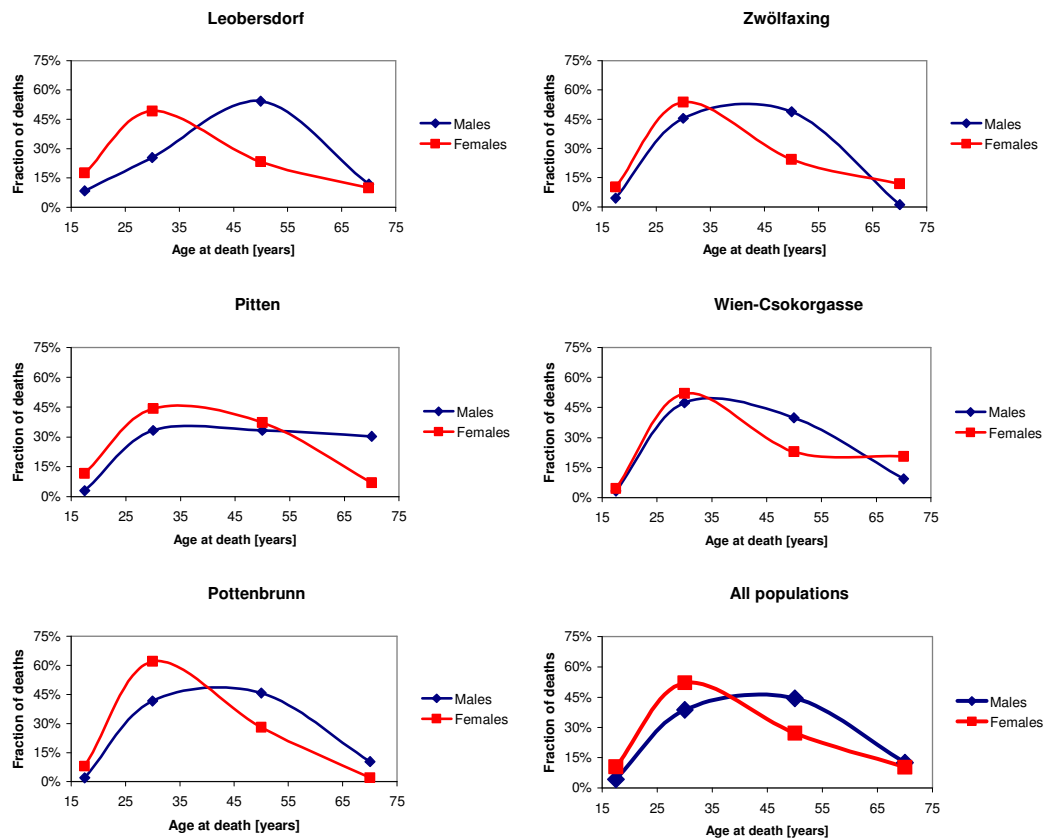 Leobersdorf
75%
60%
45%
30%
15%
0%
15 25 35 45 55 65 75
Fraction of deaths
Age at death [years]
Males
Females
Zwölfaxing
75%
60%
45%
30%
15%
0%
15 25 35 45 55 65 75
Fraction of deaths
Age at death [years]
Males
Females
Pitten
75%
60%
45%
30%
15%
0%
15 25 35 45 55 65 75
Fraction of deaths
Age at death [years]
Males
Females
Wien-Csokorgasse
75%
60%
45%
30%
15%
0%
15 25 35 45 55 65 75
Fraction of deaths
Age at death [years]
Males
Females
Pottenbrunn
75%
60%
45%
30%
15%
0%
15 25 35 45 55 65 75
Fraction of deaths
Age at death [years]
Males
Females
All populations
75%
60%
45%
30%
15%
0%
15 25 35 45 55 65 75
Fraction of deaths
Age at death [years]
Males
Females